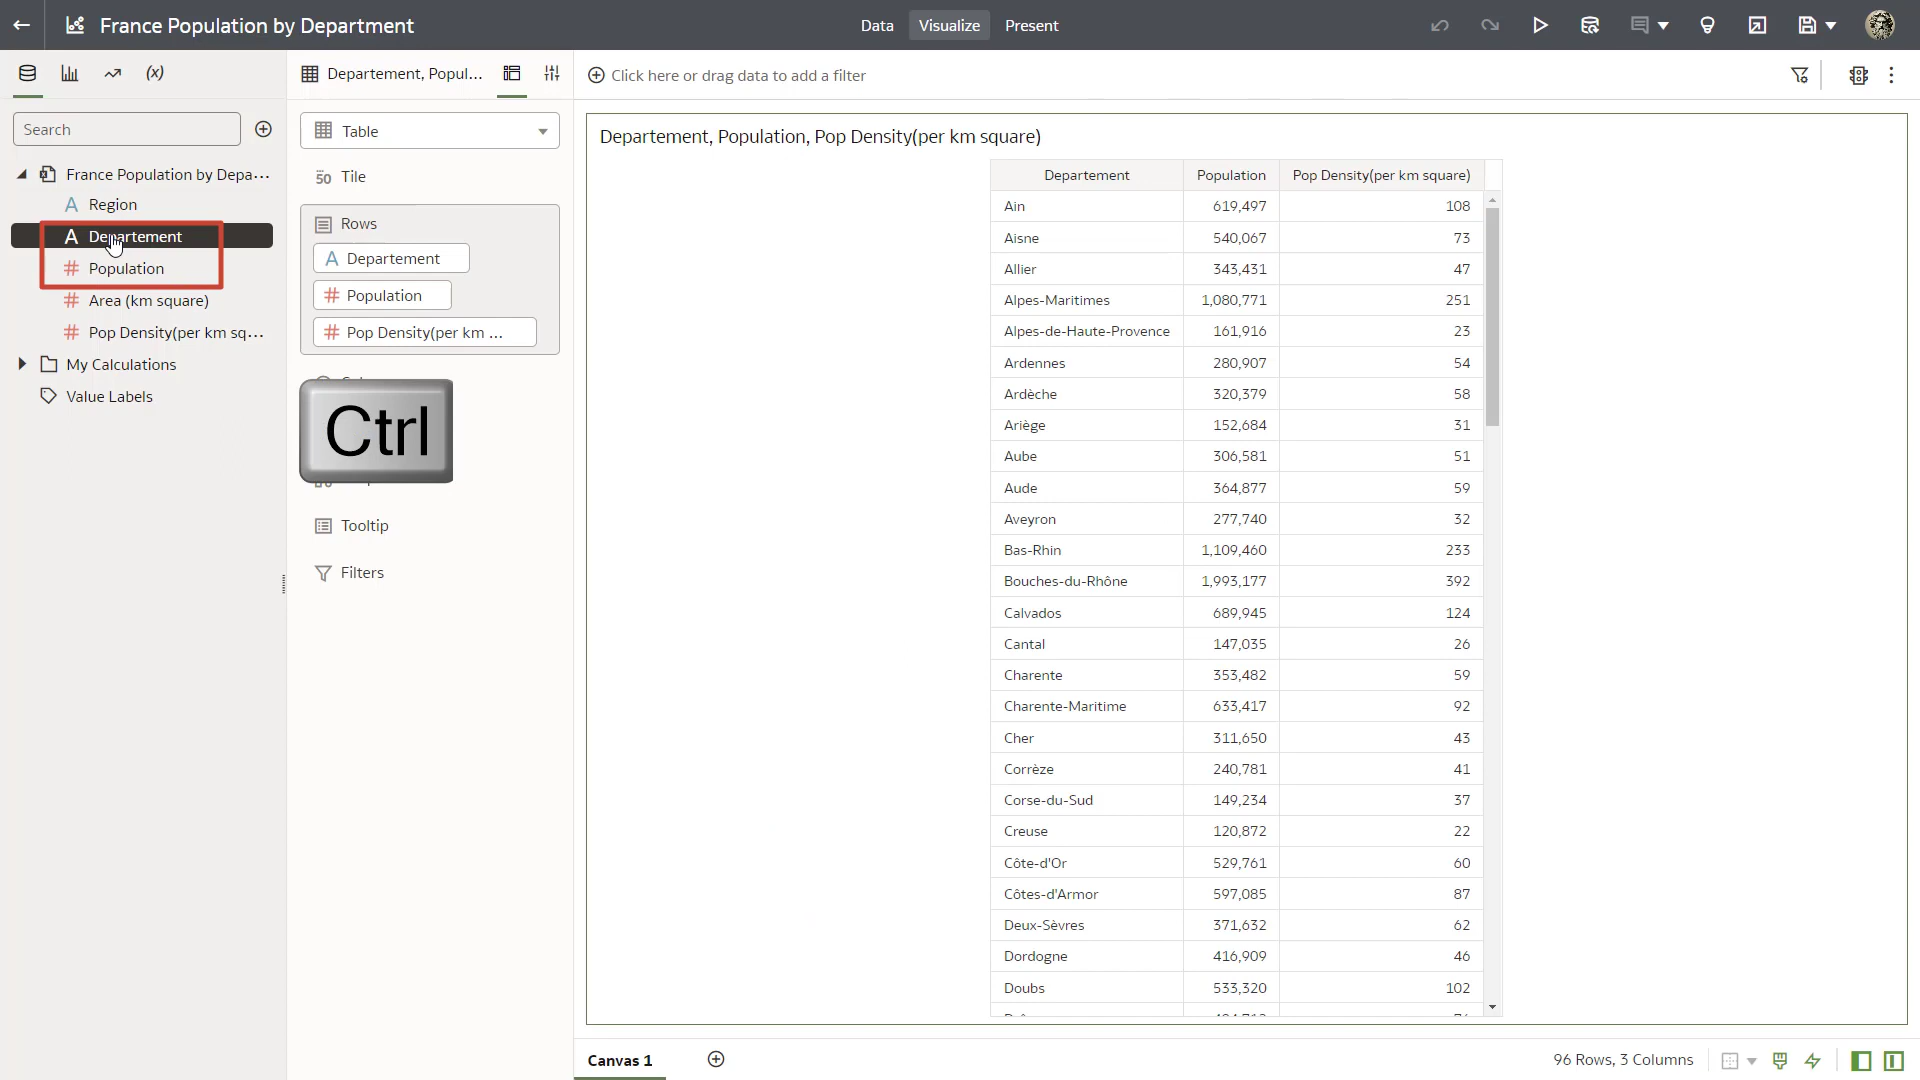 France Population by Department
Data Visualize Present
(x)
Departement, Popul...
Click here or drag data to add a filter
Search
Table
Tile
France Population by Depa...
Region
Departement
Population
Area (km square)
Pop Density(per km sq...
My Calculations
Value Labels
Rows
Departement
Population
Pop Density(per km ...
Ctrl
Tooltip
Filters
Departement, Population, Pop Density(per km square)
Departement Population Pop Density(per km square)
Ain 619,497 108
Aisne 540,067 73
Allier 343,431 47
Alpes-Maritimes 1,080,771 251
Alpes-de-Haute-Provence 161,916 23
Ardennes 280,907 54
Ardèche 320,379 58
Ariège 152,684 31
Aube 306,581 51
Aude 364,877 59
Aveyron 277,740 32
Bas-Rhin 1,109,460 233
Bouches-du-Rhône 1,993,177 392
Calvados 689,945 124
Cantal 147,035 26
Charente 353,482 59
Charente-Maritime 633,417 92
Cher 311,650 43
Corrèze 240,781 41
Corse-du-Sud 149,234 37
Creuse 120,872 22
Côte-d'Or 529,761 60
Côtes-d'Armor 597,085 87
Deux-Sèvres 371,632 62
Dordogne 416,909 46
Doubs 533,320 102
Canvas 1
96 Rows, 3 Columns